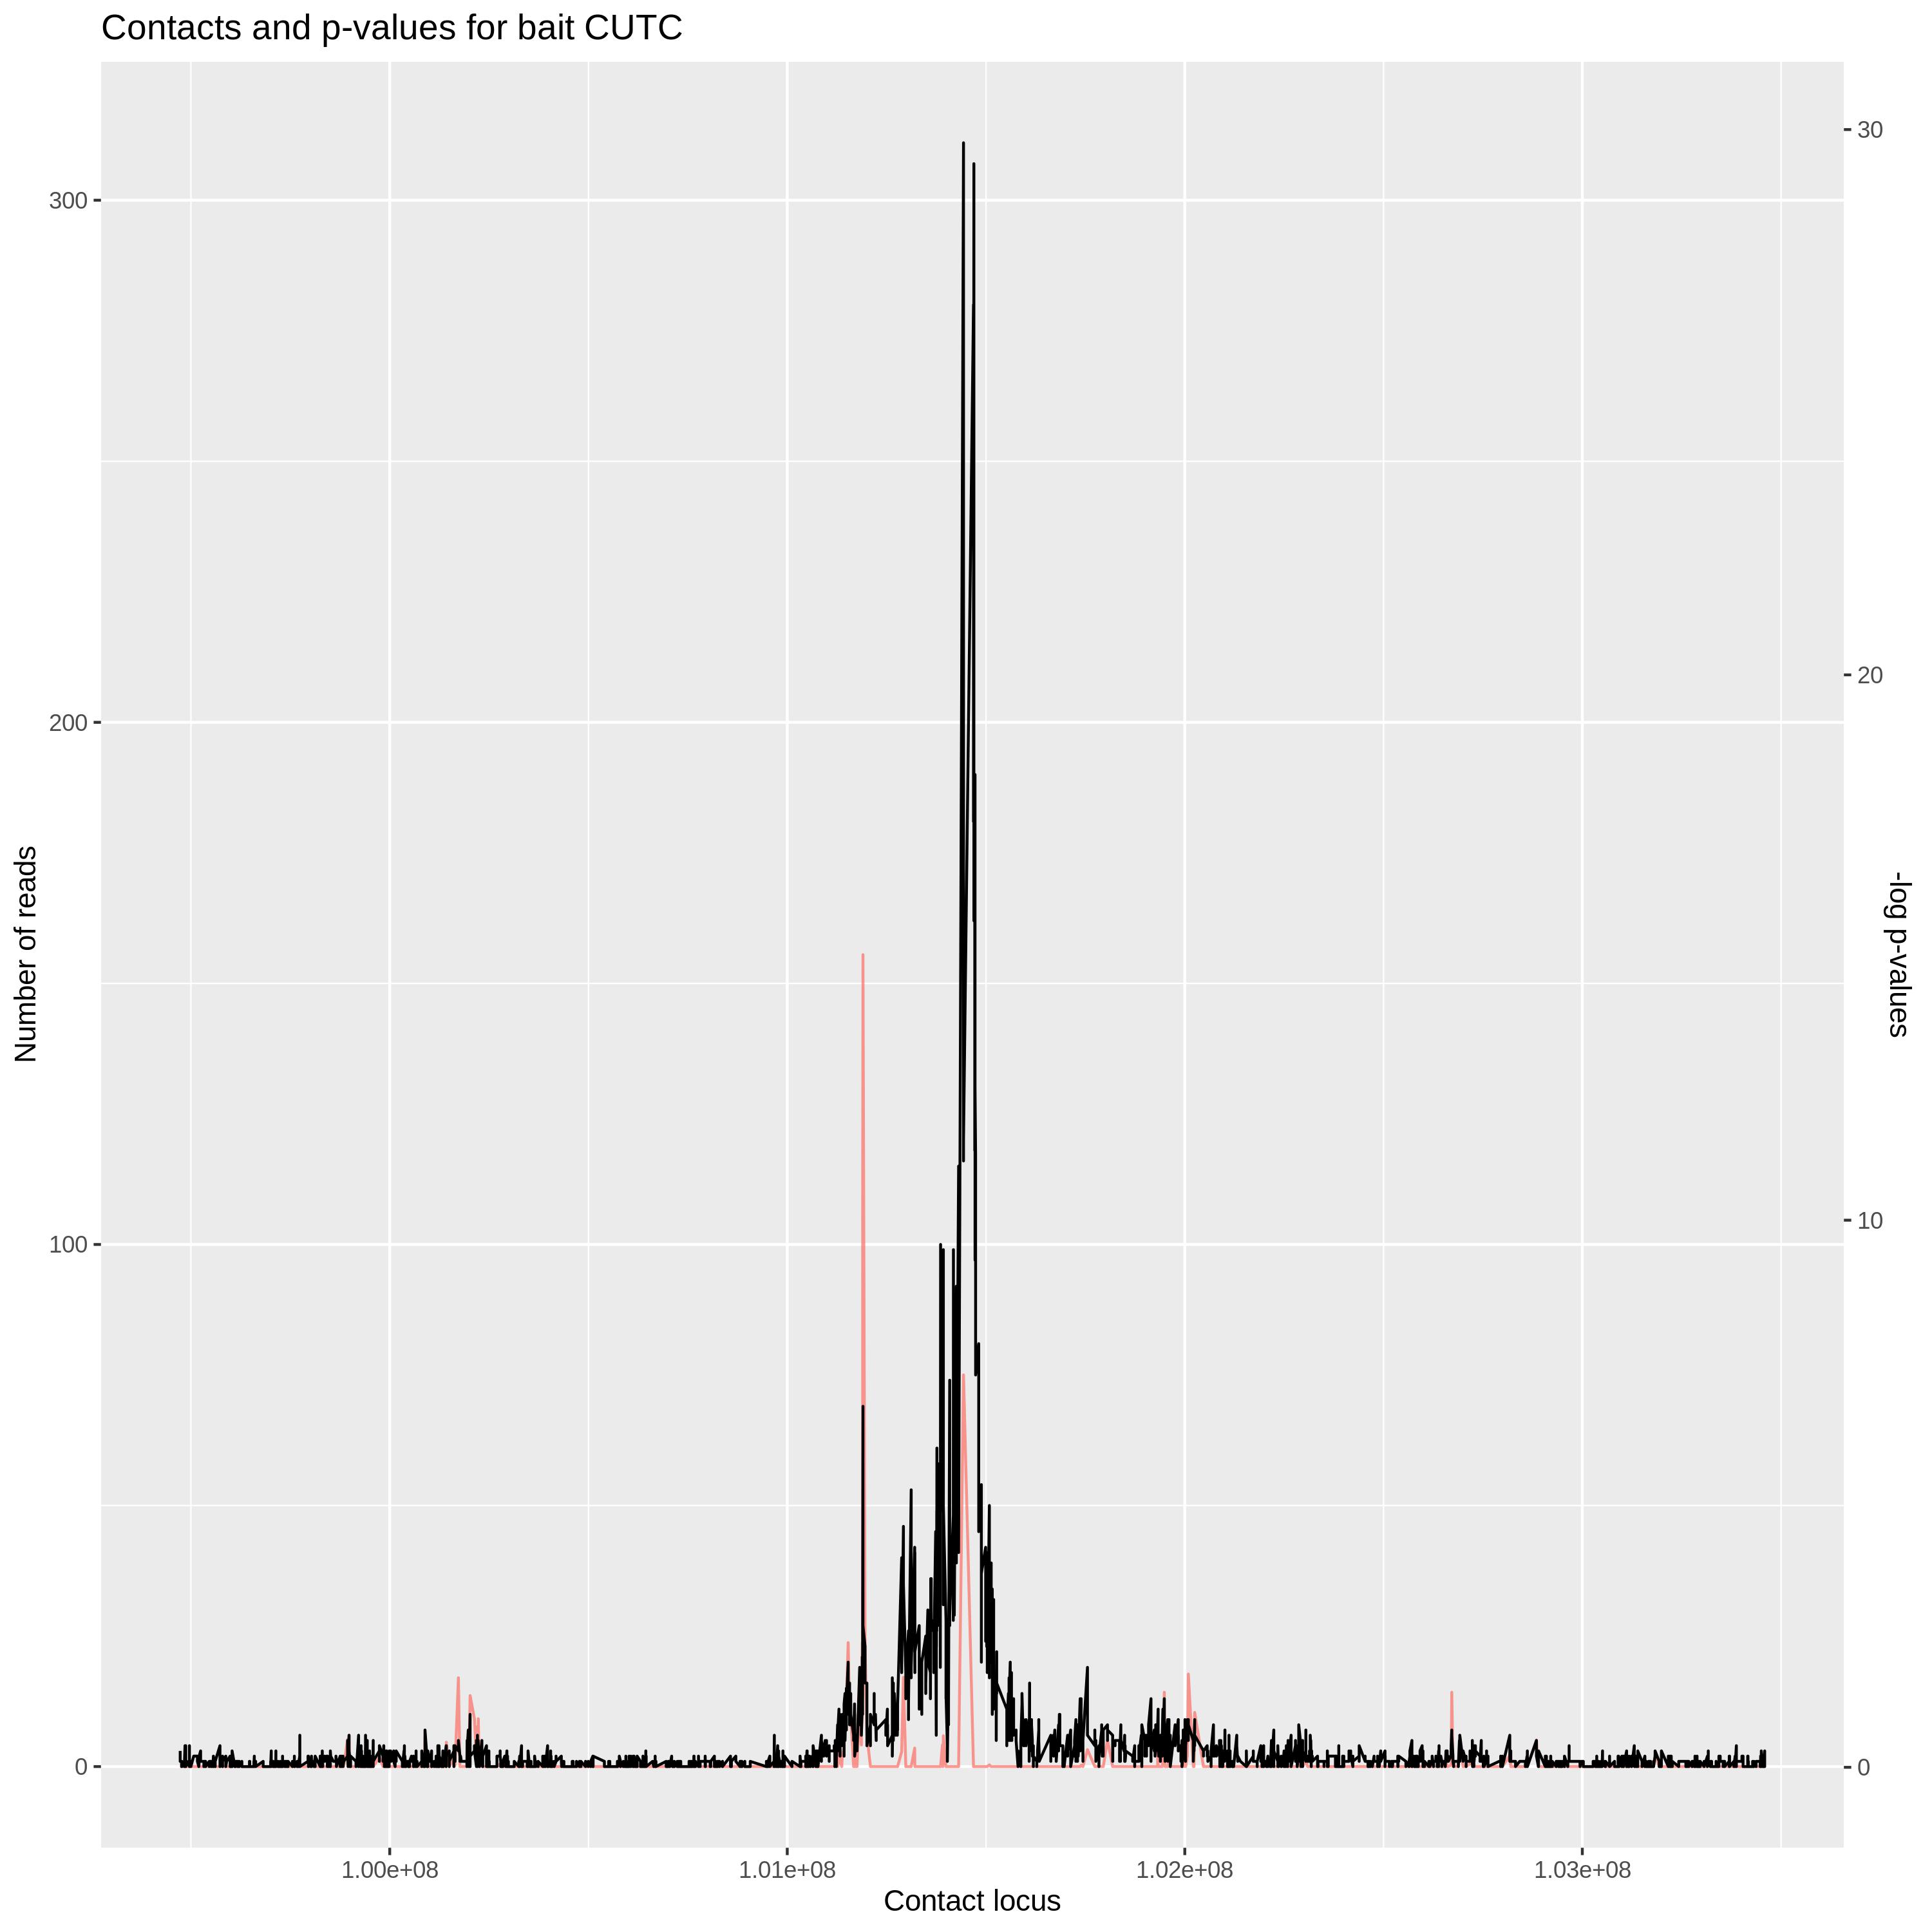 Contacts and p-values for bait CUTC
300
200
100
0
Number of reads
30
20
10
0
-log p-values
1.00e+08
1.01e+08
1.02e+08
1.03e+08
Contact locus